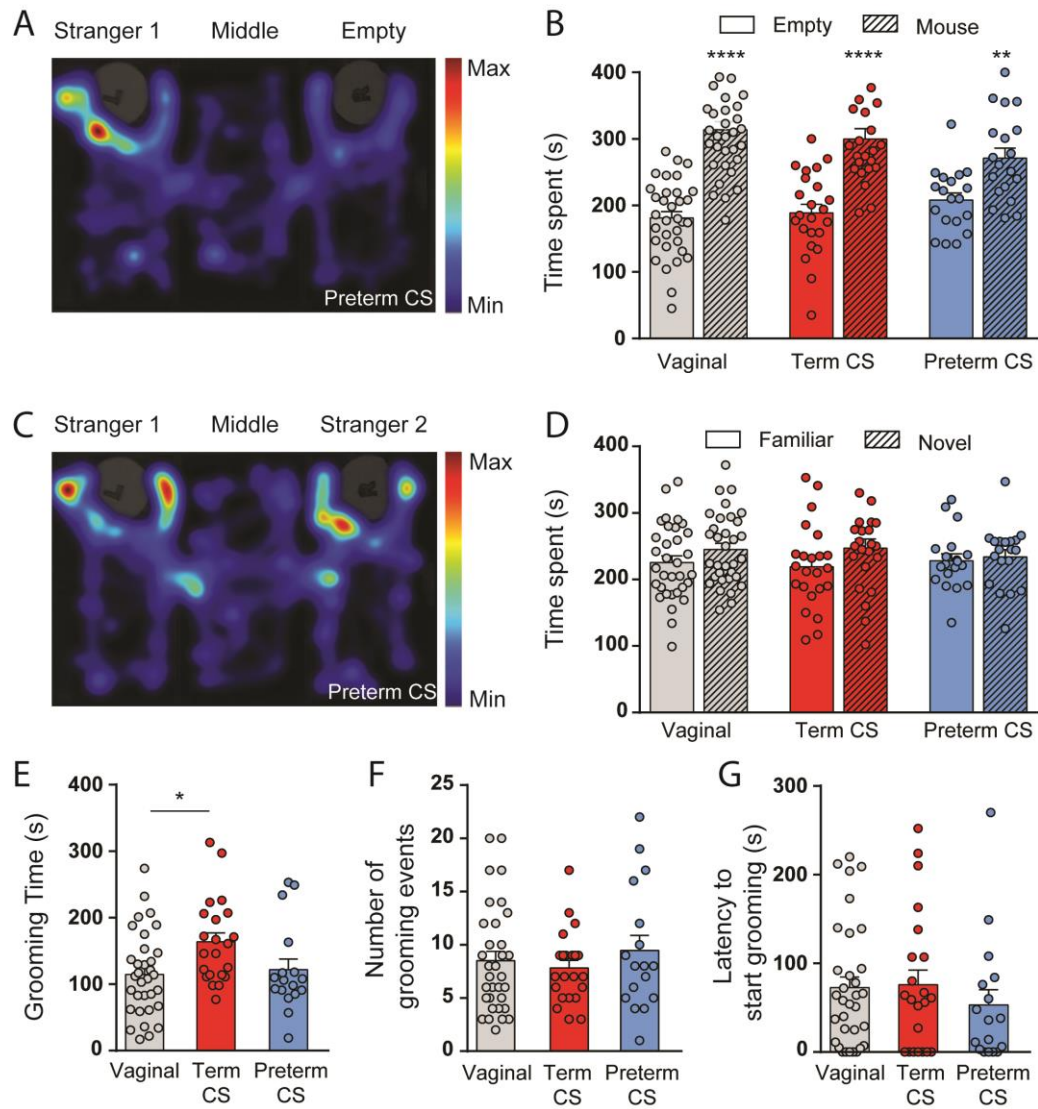 A
Stranger 1 Middle Empty
L
R
Max
Min
Preterm CS
B
Empty Mouse
**** **** **
Time spent (s)
400
300
200
100
0
Vaginal Term CS Preterm CS
C
Stranger 1 Middle Stranger 2
L
R
Max
Min
Preterm CS
D
Familiar Novel
Time spent (s)
400
300
200
100
0
Vaginal Term CS Preterm CS
E
Grooming Time (s)
400
300
200
100
0
*
Vaginal Term Preterm
CS CS
F
Number of
grooming events
25
20
15
10
5
0
Vaginal Term Preterm
CS CS
G
Latency to
start grooming (s)
300
200
100
0
Vaginal Term Preterm
CS CS